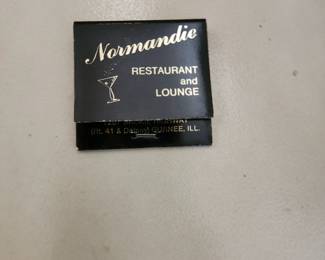 Normandie
RESTAURANT
and
LOUNGE
(Rt. 41 & Delany) GURNEE, ILL.